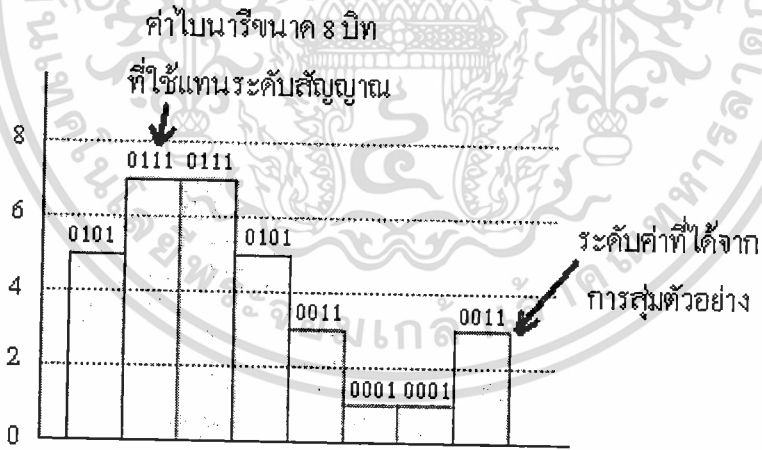 ค่าไบนารีขนาด 8 บิท
ที่ใช้แทนระดับสัญญาณ
8
0111 0111
6
0101
0101
ระดับค่าที่ได้จาก
การสุ่มตัวอย่าง
4
0011
0011
2
0001 0001
0